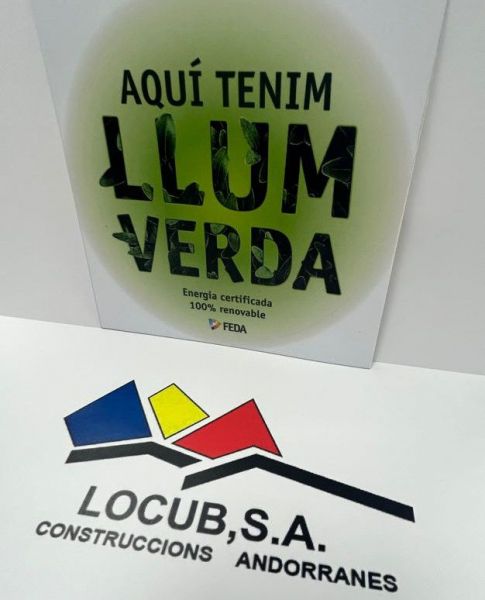 AQUÍ TENIM
LLUM
VERDA
Energia certificada
100% renovable
FEDA
LOCUB,S.A.
CONSTRUCCIONS ANDORRANES